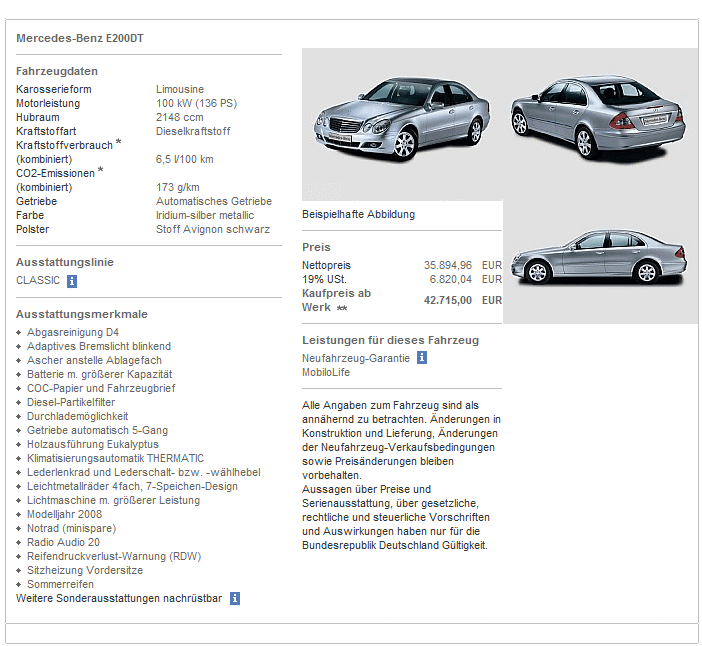 Mercedes-Benz E200DT
Fahrzeugdaten
Karosserieform Limousine
Motorleistung 100 kW (136 PS)
Hubraum 2148 ccm
Kraftstoffart Dieselkraftstoff
Kraftstoffverbrauch *
(kombiniert) 6,5 l/100 km
CO2-Emissionen *
(kombiniert) 173 g/km
Getriebe Automatisches Getriebe
Farbe Iridium-silber metallic
Polster Stoff Avignon schwarz
Ausstattungslinie
CLASSIC i
Ausstattungsmerkmale
Abgasreinigung D4
Adaptives Bremslicht blinkend
Ascher anstelle Ablagefach
Batterie m. größerer Kapazität
COC-Papier und Fahrzeugbrief
Diesel-Partikelfilter
Durchlademöglichkeit
Getriebe automatisch 5-Gang
Holzausführung Eukalyptus
Klimatisierungsautomatik THERMATIC
Lederlenkrad und Lederschalt- bzw. -wählhebel
Leichtmetallräder 4fach, 7-Speichen-Design
Lichtmaschine m. größerer Leistung
Modelljahr 2008
Notrad (minispare)
Radio Audio 20
Reifendruckverlust-Warnung (RDW)
Sitzheizung Vordersitze
Sommerreifen
Weitere Sonderausstattungen nachrüstbar i
Beispielhafte Abbildung
Preis
Nettopreis 35.894,96 EUR
19% USt. 6.820,04 EUR
Kaufpreis ab
Werk ** 42.715,00 EUR
Leistungen für dieses Fahrzeug
Neufahrzeug-Garantie i
MobiloLife
Alle Angaben zum Fahrzeug sind als
annähernd zu betrachten. Änderungen in
Konstruktion und Lieferung, Änderungen
der Neufahrzeug-Verkaufsbedingungen
sowie Preisänderungen bleiben
vorbehalten.
Aussagen über Preise und
Serienausstattung, über gesetzliche,
rechtliche und steuerliche Vorschriften
und Auswirkungen haben nur für die
Bundesrepublik Deutschland Gültigkeit.